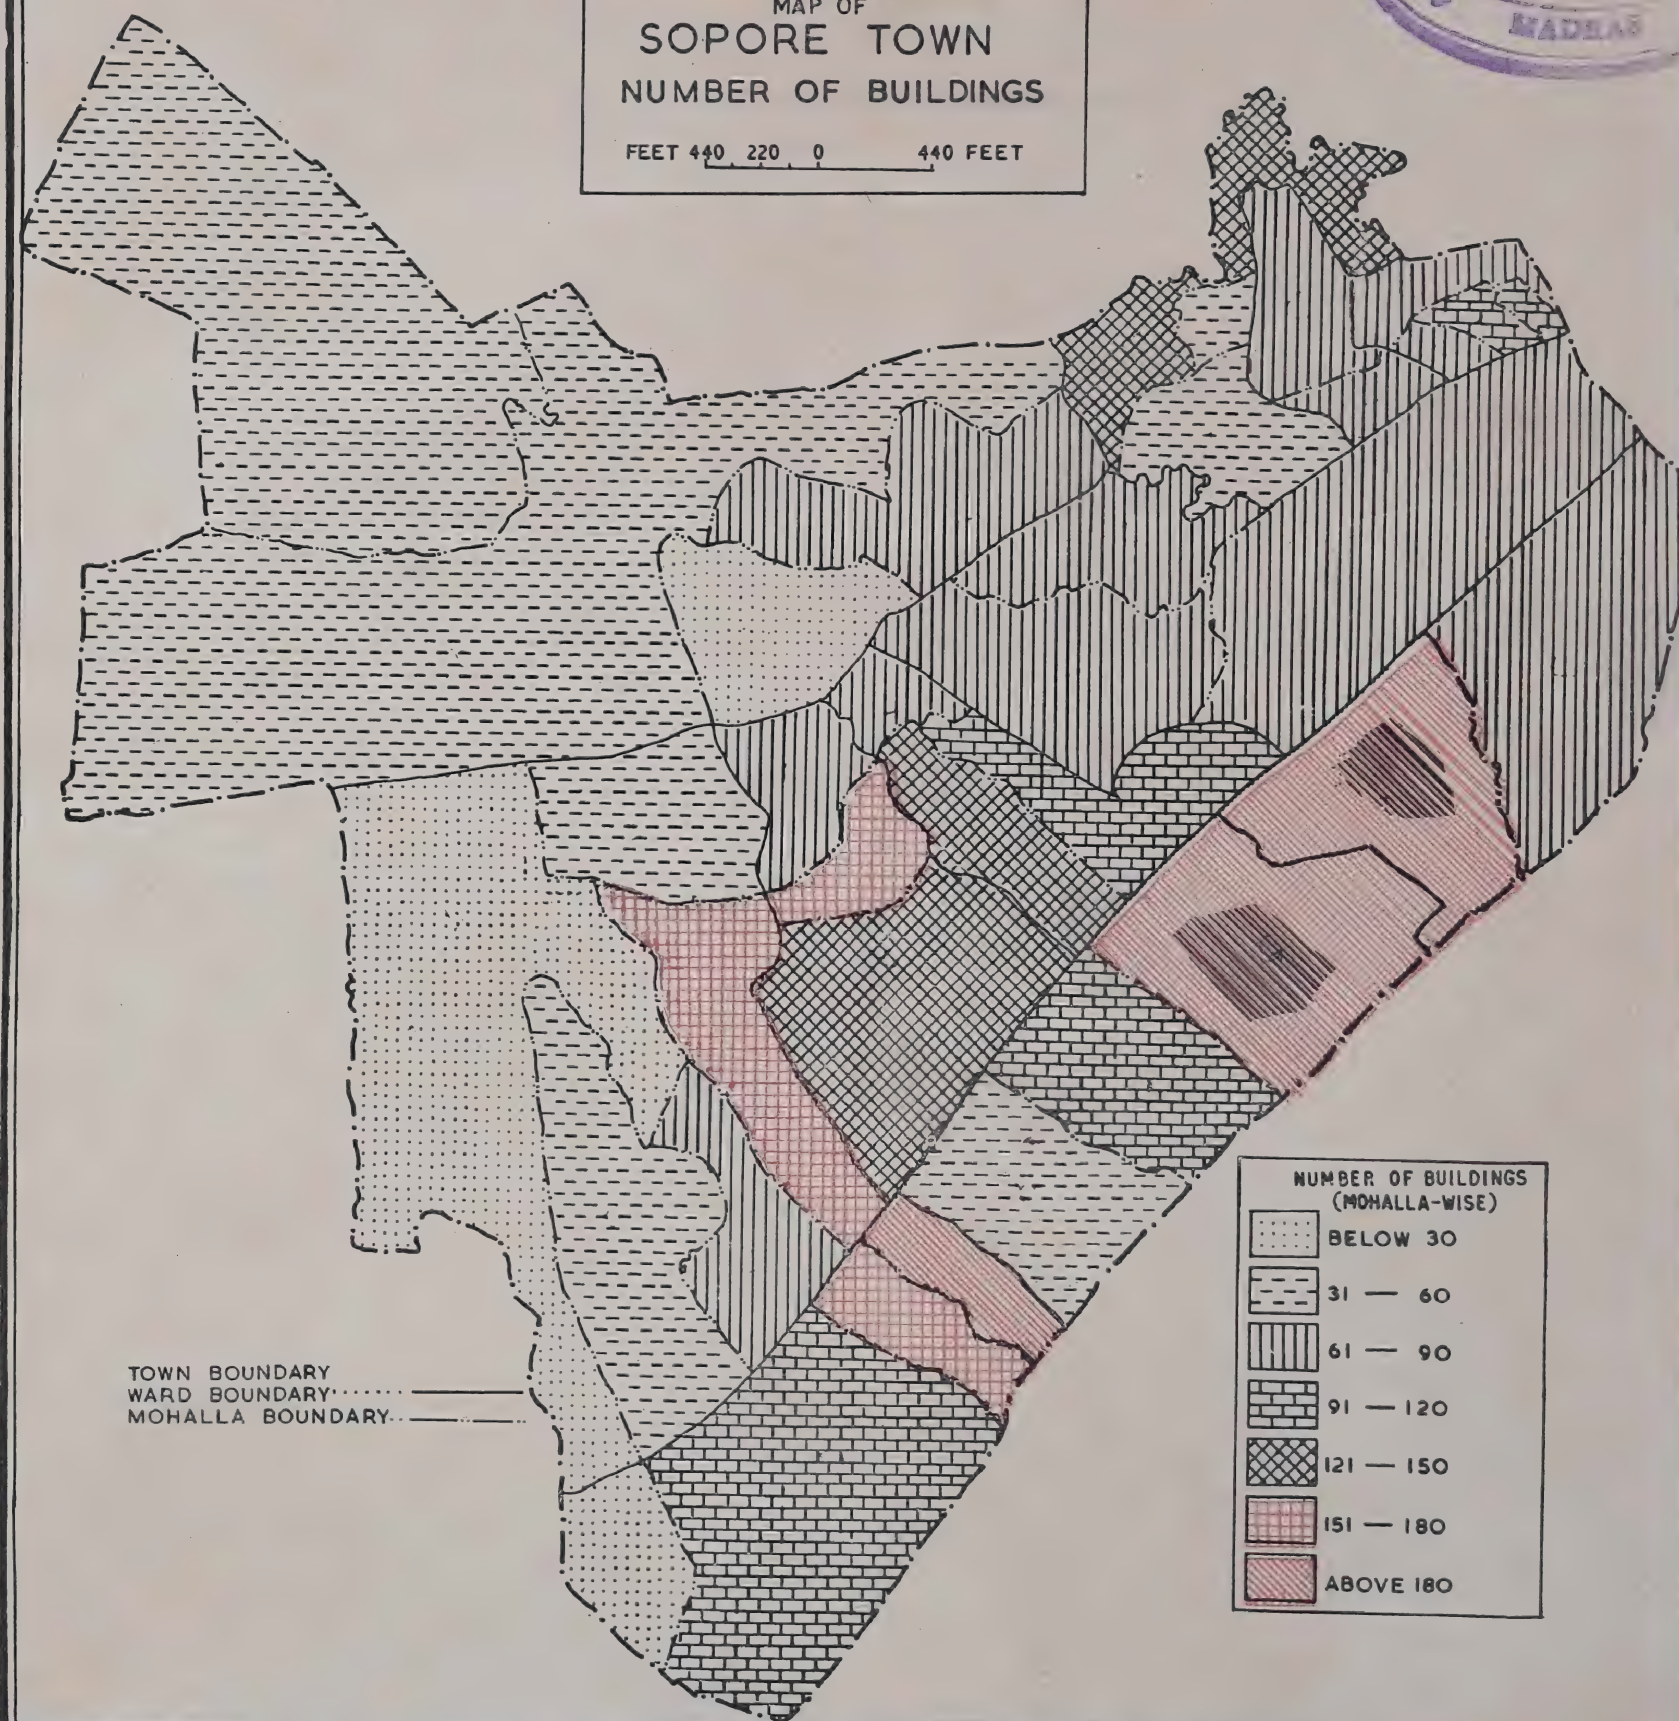 MAP OF
SOPORE TOWN
NUMBER OF BUILDINGS
FEET 440 220 0 440 FEET
MADRAS
NUMBER OF BUILDINGS
(MOHALLA-WISE)
BELOW 30
31 — 60
61 — 90
91 — 120
121 — 150
151 — 180
ABOVE 180
TOWN BOUNDARY
WARD BOUNDARY
MOHALLA BOUNDARY